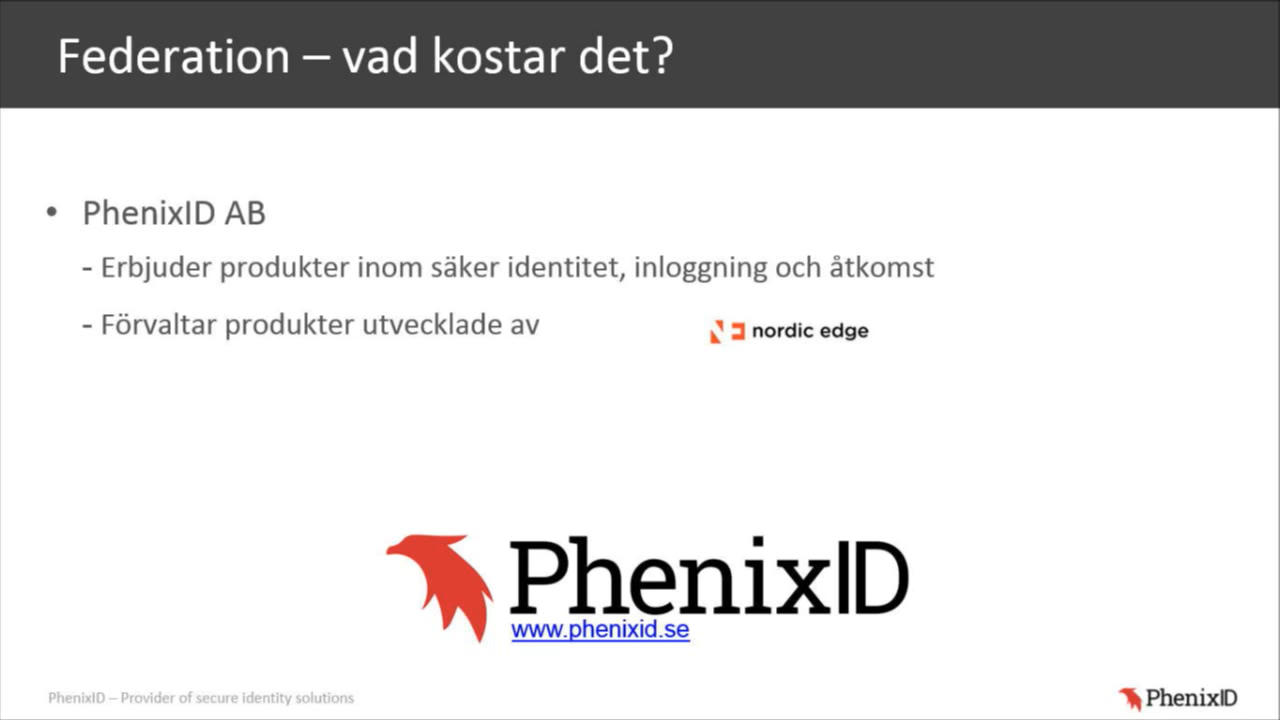 Federation – vad kostar det?
• PhenixID AB
- Erbjuder produkter inom säker identitet, inloggning och åtkomst
- Förvaltar produkter utvecklade av nordic edge
PhenixID
www.phenixid.se
PhenixID – Provider of secure identity solutions
PhenixID